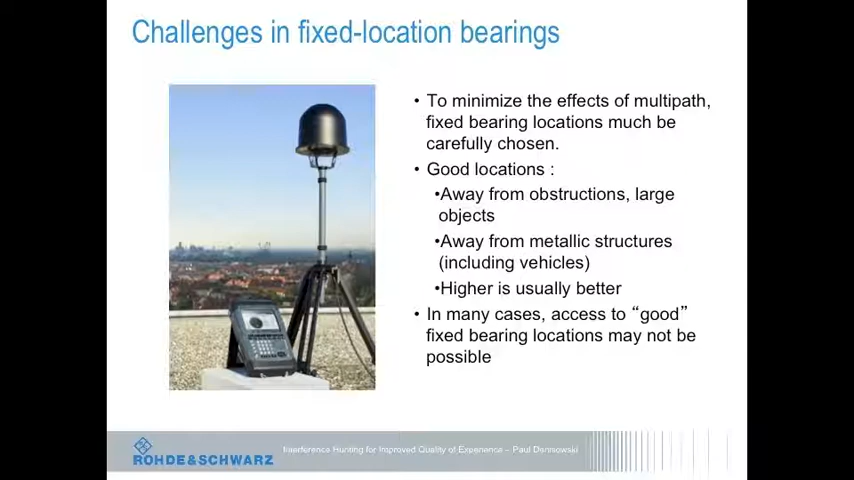 Challenges in fixed-location bearings
• To minimize the effects of multipath,
fixed bearing locations much be
carefully chosen.
• Good locations :
•Away from obstructions, large
objects
•Away from metallic structures
(including vehicles)
•Higher is usually better
• In many cases, access to “good”
fixed bearing locations may not be
possible
ROHDE&SCHWARZ
Interference Hunting for Improved Quality of Experience – Paul Denisowski